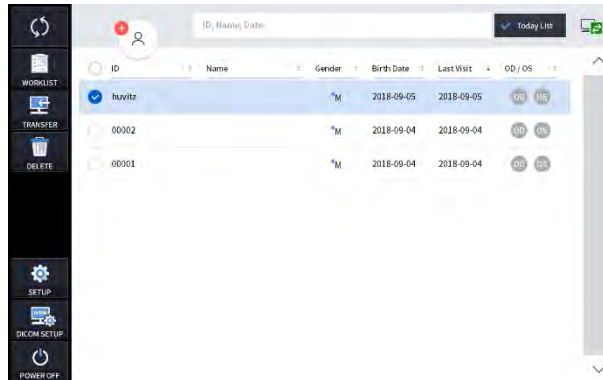 ID, Name, Date
Today List
ID Name Gender Birth Date Last Visit OD / OS
WORKLIST
huvitz M 2018-09-05 2018-09-05 OD OS
TRANSFER
00002 M 2018-09-04 2018-09-04 OD OS
DELETE
00001 M 2018-09-04 2018-09-04 OD OS
SETUP
DICOM SETUP
POWER OFF